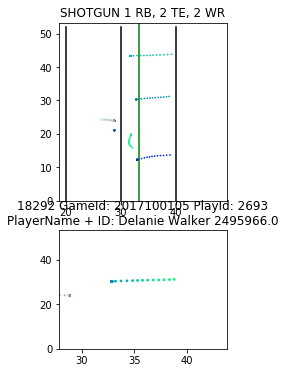 SHOTGUN 1 RB, 2 TE, 2 WR
50
40
30
20
10
0
20 30 40
18292 GameId: 2017100105 PlayId: 2693
PlayerName + ID: Delanie Walker 2495966.0
40
20
0
30 35 40